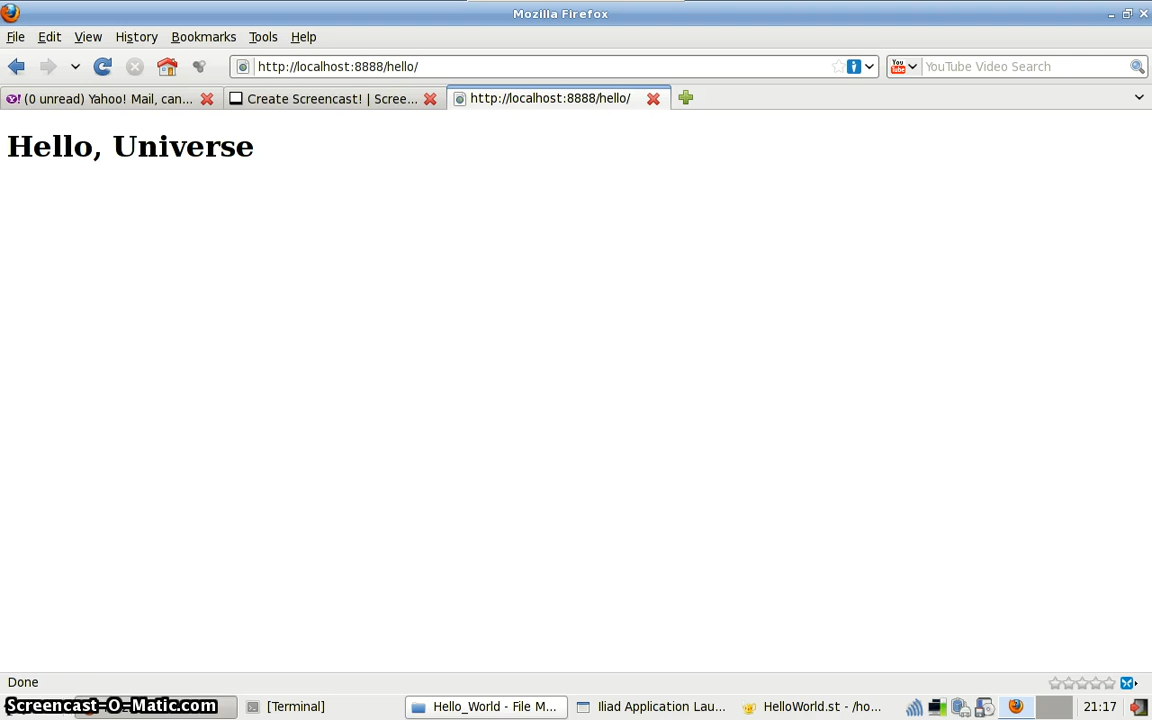 Mozilla Firefox
File Edit View History Bookmarks Tools Help
http://localhost:8888/hello/ You Tube YouTube Video Search
Y! (0 unread) Yahoo! Mail, can... Create Screencast! | Scree... http://localhost:8888/hello/
Hello, Universe
Done
Screencast-O-Matic.com [Terminal] Hello_World - File M... Iliad Application Lau... HelloWorld.st - /ho... 21:17